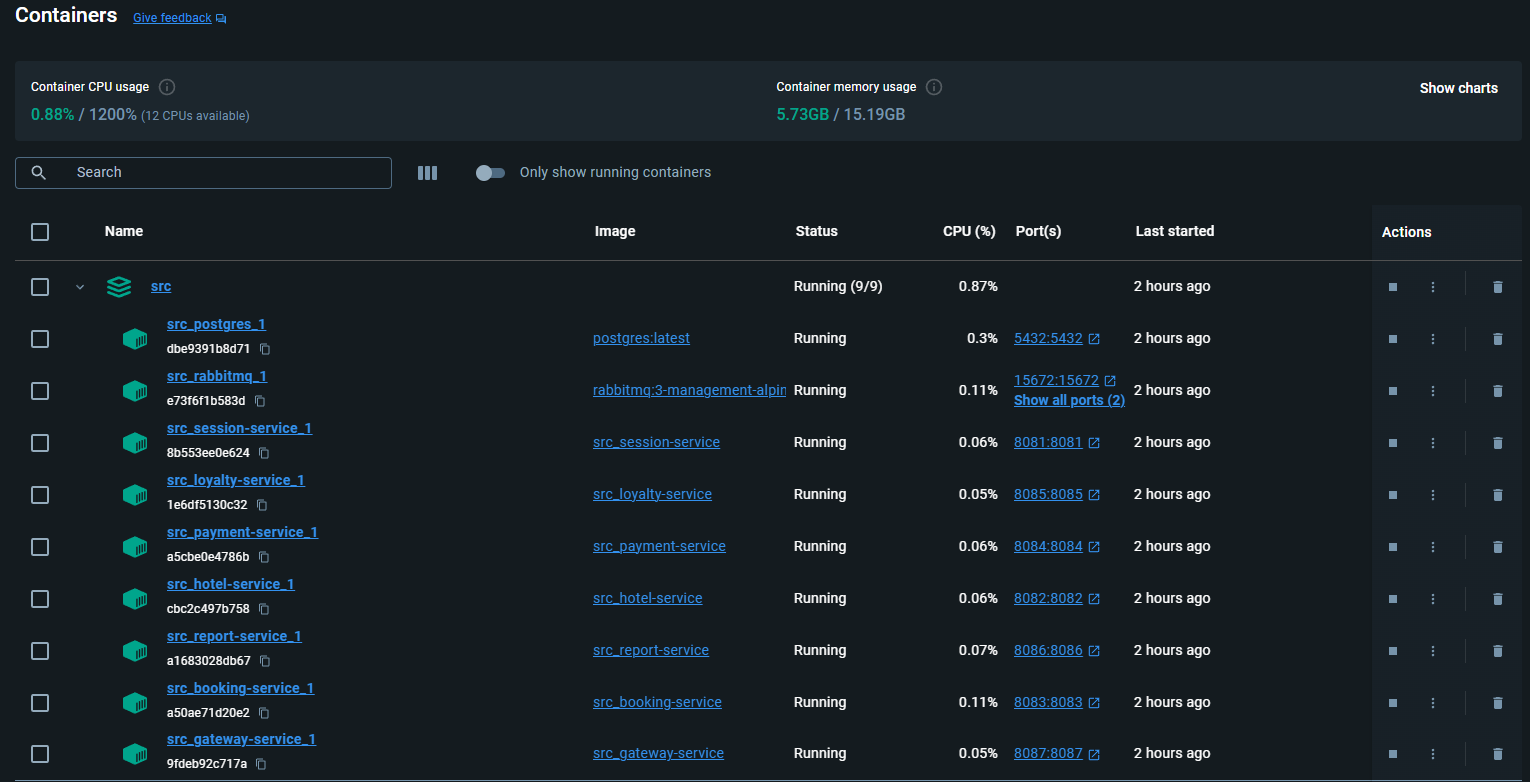 Containers Give feedback
Container CPU usage
0.88% / 1200% (12 CPUs available)
Container memory usage
5.73GB / 15.19GB
Show charts
Search
Only show running containers
Name Image Status CPU (%) Port(s) Last started Actions
src Running (9/9) 0.87% 2 hours ago
src_postgres_1
dbe9391b8d71
postgres:latest Running 0.3% 5432:5432 2 hours ago
src_rabbitmq_1
e73f6f1b583d
rabbitmq:3-management-alpin Running 0.11% 15672:15672
Show all ports (2)
2 hours ago
src_session-service_1
8b553ee0e624
src_session-service Running 0.06% 8081:8081 2 hours ago
src_loyalty-service_1
1e6df5130c32
src_loyalty-service Running 0.05% 8085:8085 2 hours ago
src_payment-service_1
a5cbe0e4786b
src_payment-service Running 0.06% 8084:8084 2 hours ago
src_hotel-service_1
cbc2c497b758
src_hotel-service Running 0.06% 8082:8082 2 hours ago
src_report-service_1
a1683028db67
src_report-service Running 0.07% 8086:8086 2 hours ago
src_booking-service_1
a50ae71d20e2
src_booking-service Running 0.11% 8083:8083 2 hours ago
src_gateway-service_1
9fdeb92c717a
src_gateway-service Running 0.05% 8087:8087 2 hours ago